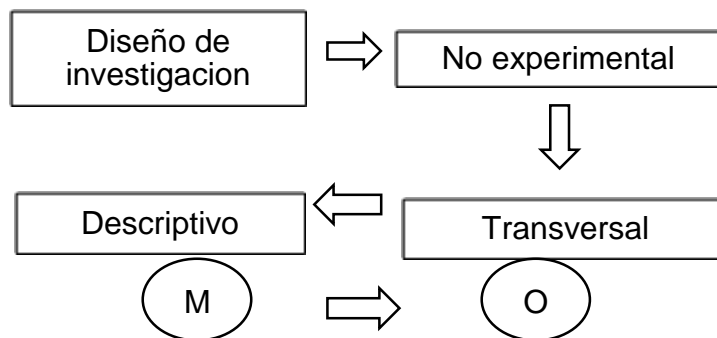 Diseño de
investigacion
No experimental
Descriptivo
Transversal
M
O